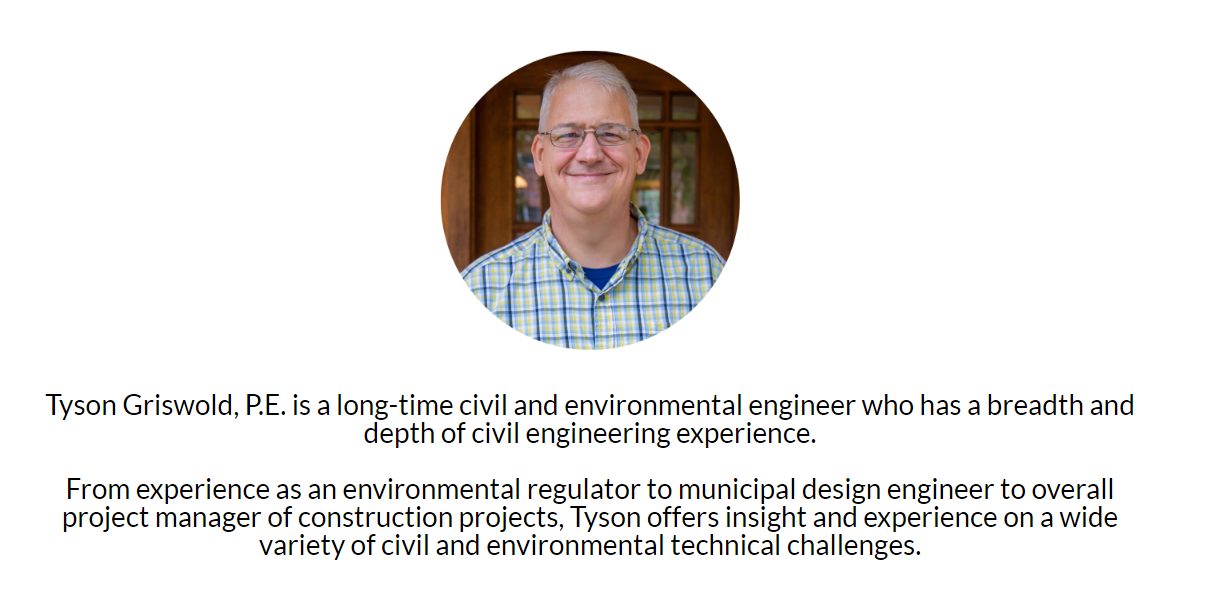 Tyson Griswold, P.E. is a long-time civil and environmental engineer who has a breadth and
depth of civil engineering experience.
From experience as an environmental regulator to municipal design engineer to overall
project manager of construction projects, Tyson offers insight and experience on a wide
variety of civil and environmental technical challenges.